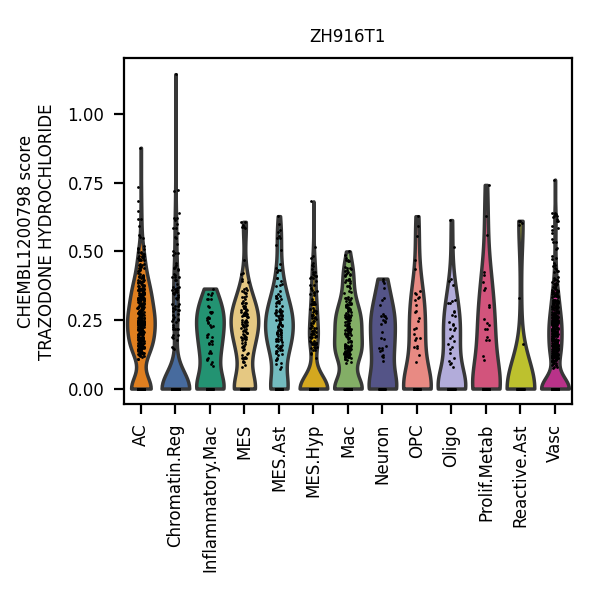 ZH916T1
CHEMBL1200798 score
TRAZODONE HYDROCHLORIDE
1.00
0.75
0.50
0.25
0.00
AC
Chromatin.Reg
Inflammatory.Mac
MES
MES.Ast
MES.Hyp
Mac
Neuron
OPC
Oligo
Prolif.Metab
Reactive.Ast
Vasc